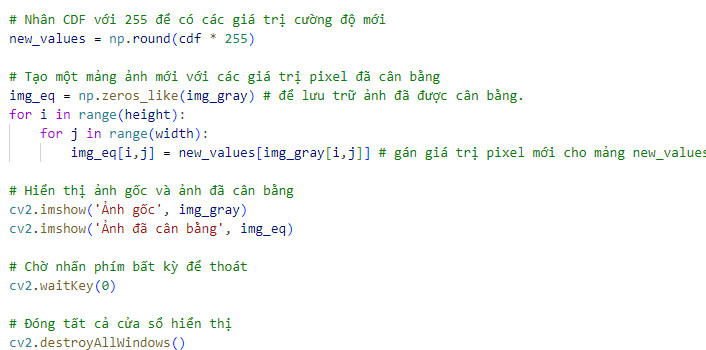 # Nhân CDF với 255 để có các giá trị cường độ mới
new_values = np.round(cdf * 255)
# Tạo một mảng ảnh mới với các giá trị pixel đã cân bằng
img_eq = np.zeros_like(img_gray) # để lưu trữ ảnh đã được cân bằng.
for i in range(height):
    for j in range(width):
        img_eq[i,j] = new_values[img_gray[i,j]] # gán giá trị pixel mới cho mảng new_values
# Hiển thị ảnh gốc và ảnh đã cân bằng
cv2.imshow('Ảnh gốc', img_gray)
cv2.imshow('Ảnh đã cân bằng', img_eq)
# Chờ nhấn phím bất kỳ để thoát
cv2.waitKey(0)
# Đóng tất cả cửa sổ hiển thị
cv2.destroyAllWindows()